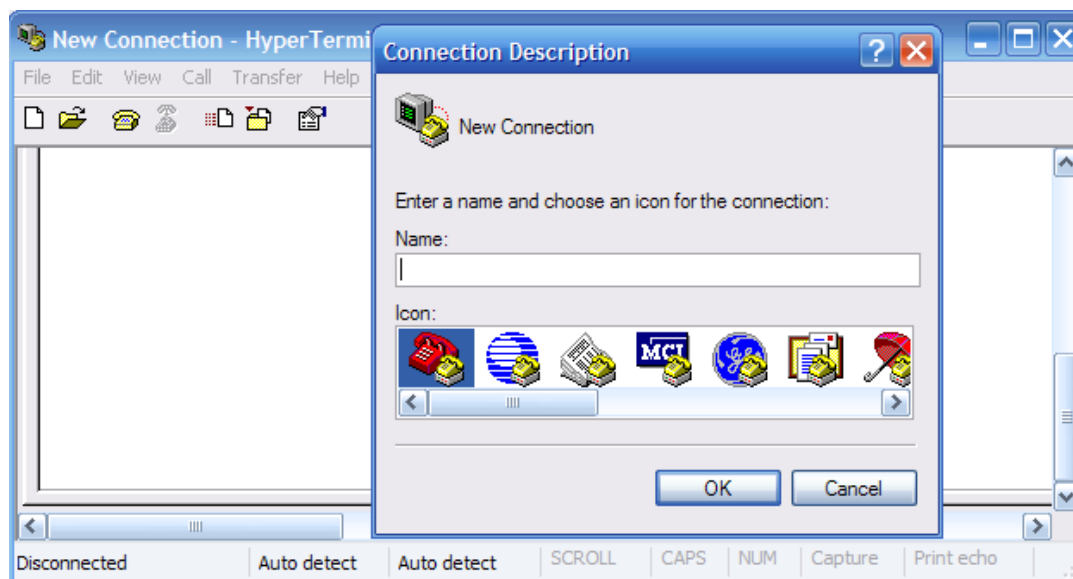 New Connection - HyperTermi
Connection Description
File Edit View Call Transfer Help
New Connection
Enter a name and choose an icon for the connection:
Name:
Icon:
MCI
OK Cancel
Disconnected Auto detect Auto detect SCROLL CAPS NUM Capture Print echo